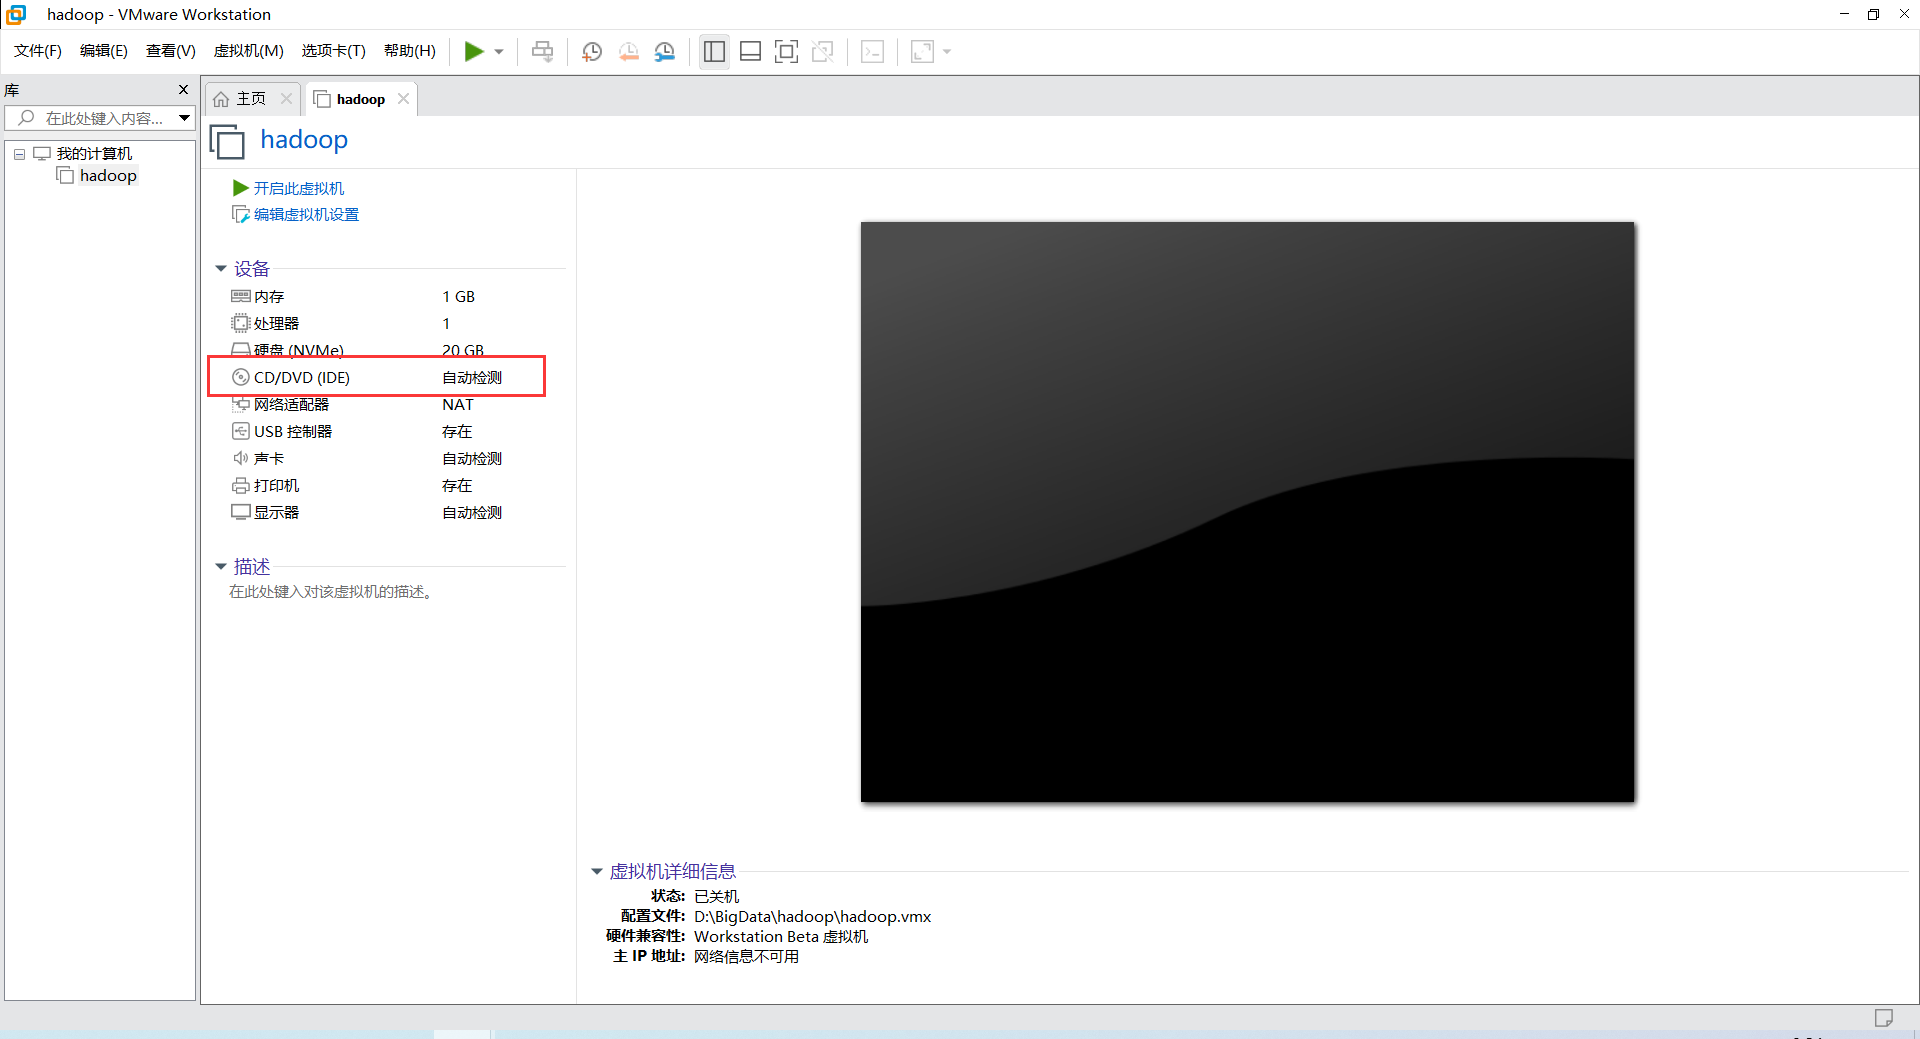 hadoop - VMware Workstation
文件(F) 编辑(E) 查看(V) 虚拟机(M) 选项卡(T) 帮助(H)
库
在此处键入内容...
我的计算机
hadoop
主页 hadoop
hadoop
开启此虚拟机
编辑虚拟机设置
设备
内存 1 GB
处理器 1
硬盘 (NVMe) 20 GB
CD/DVD (IDE) 自动检测
网络适配器 NAT
USB 控制器 存在
声卡 自动检测
打印机 存在
显示器 自动检测
描述
在此处键入对该虚拟机的描述。
虚拟机详细信息
状态: 已关机
配置文件: D:\BigData\hadoop\hadoop.vmx
硬件兼容性: Workstation Beta 虚拟机
主 IP 地址: 网络信息不可用